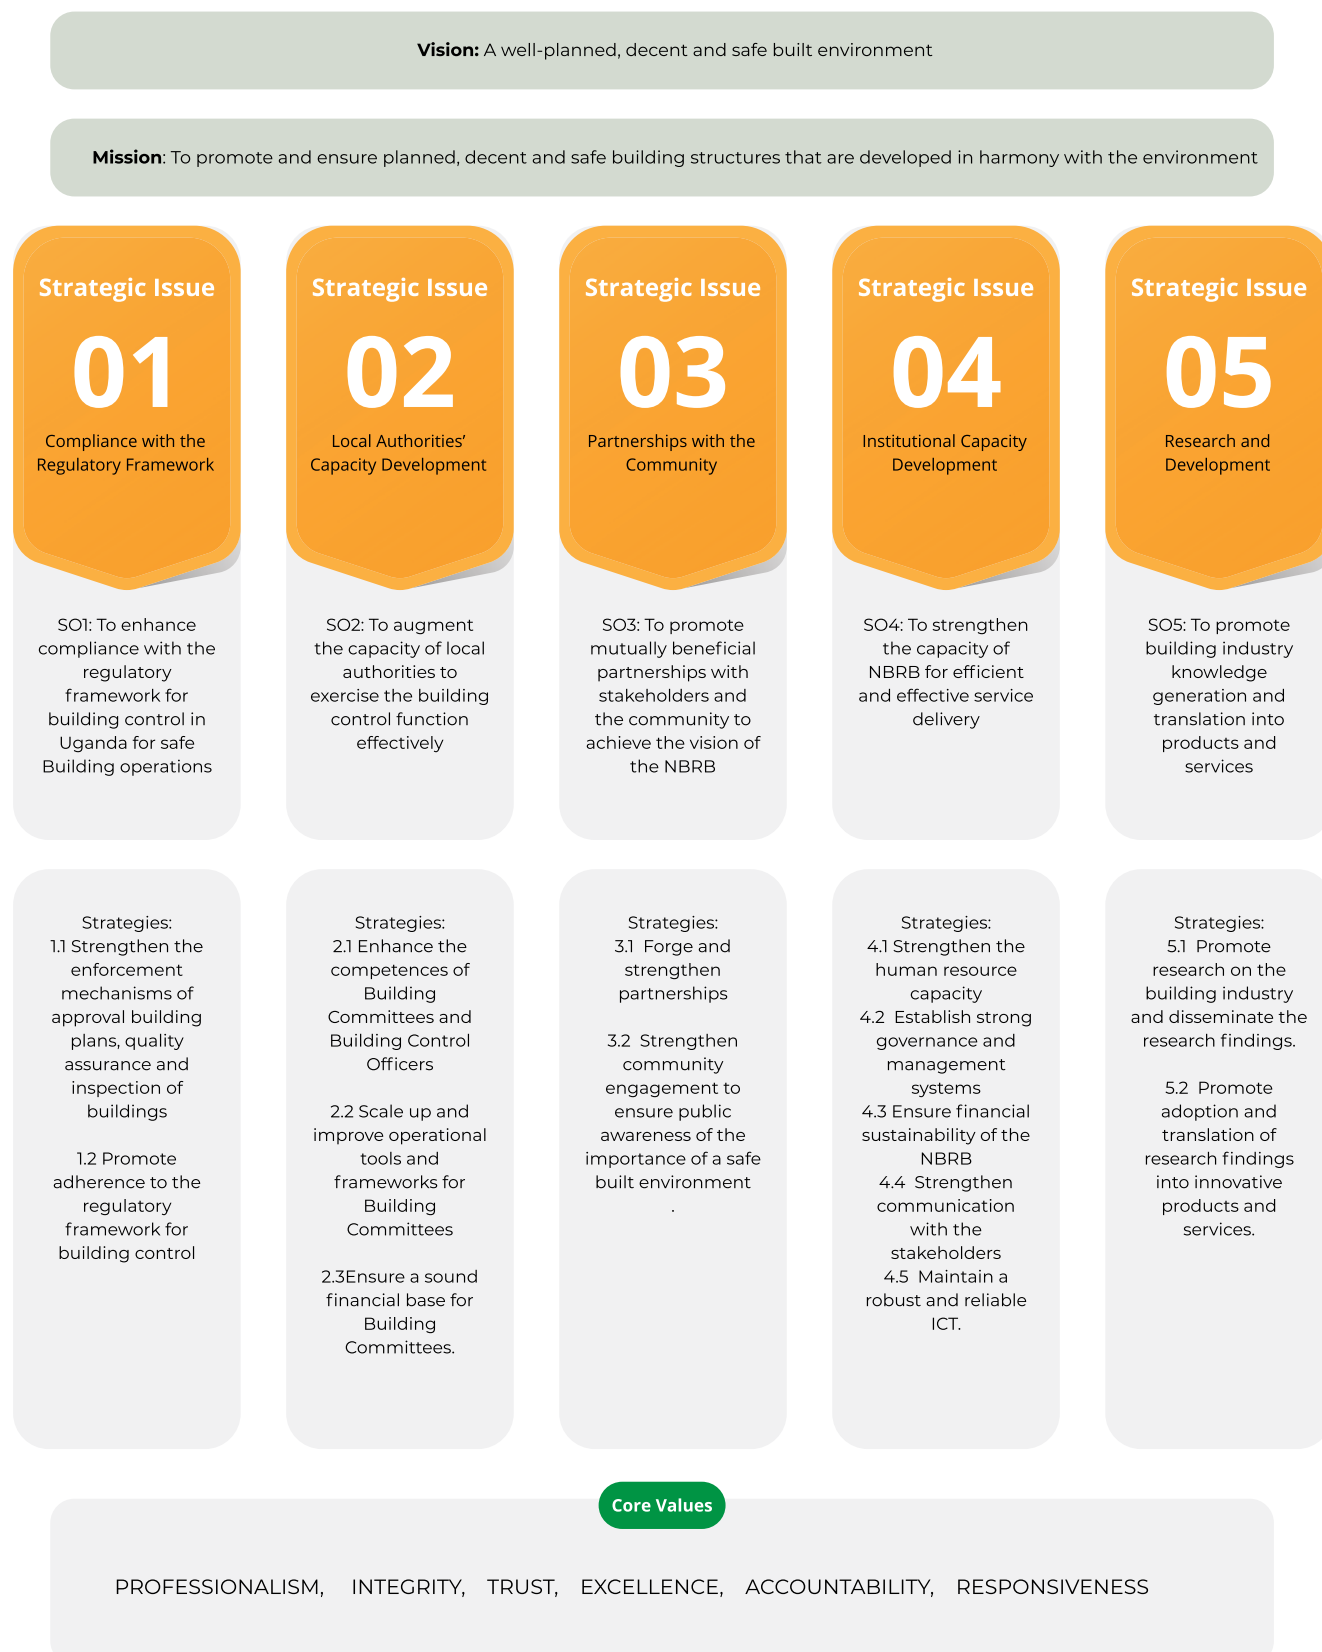 Vision: A well-planned, decent and safe built environment
Mission: To promote and ensure planned, decent and safe building structures that are developed in harmony with the environment
Strategic Issue
01
Compliance with the
Regulatory Framework
SO1: To enhance
compliance with the
regulatory
framework for
building control in
Uganda for safe
Building operations
Strategies:
1.1 Strengthen the
enforcement
mechanisms of
approval building
plans, quality
assurance and
inspection of
buildings
1.2 Promote
adherence to the
regulatory
framework for
building control
Strategic Issue
02
Local Authorities’
Capacity Development
SO2: To augment
the capacity of local
authorities to
exercise the building
control function
effectively
Strategies:
2.1 Enhance the
competences of
Building
Committees and
Building Control
Officers
2.2 Scale up and
improve operational
tools and
frameworks for
Building
Committees
2.3Ensure a sound
financial base for
Building
Committees.
Strategic Issue
03
Partnerships with the
Community
SO3: To promote
mutually beneficial
partnerships with
stakeholders and
the community to
achieve the vision of
the NBRB
Strategies:
3.1 Forge and
strengthen
partnerships
3.2 Strengthen
community
engagement to
ensure public
awareness of the
importance of a safe
built environment
.
Strategic Issue
04
Institutional Capacity
Development
SO4: To strengthen
the capacity of
NBRB for efficient
and effective service
delivery
Strategies:
4.1 Strengthen the
human resource
capacity
4.2 Establish strong
governance and
management
systems
4.3 Ensure financial
sustainability of the
NBRB
4.4 Strengthen
communication
with the
stakeholders
4.5 Maintain a
robust and reliable
ICT.
Strategic Issue
05
Research and
Development
SO5: To promote
building industry
knowledge
generation and
translation into
products and
services
Strategies:
5.1 Promote
research on the
building industry
and disseminate the
research findings.
5.2 Promote
adoption and
translation of
research findings
into innovative
products and
services.
Core Values
PROFESSIONALISM, INTEGRITY, TRUST, EXCELLENCE, ACCOUNTABILITY, RESPONSIVENESS